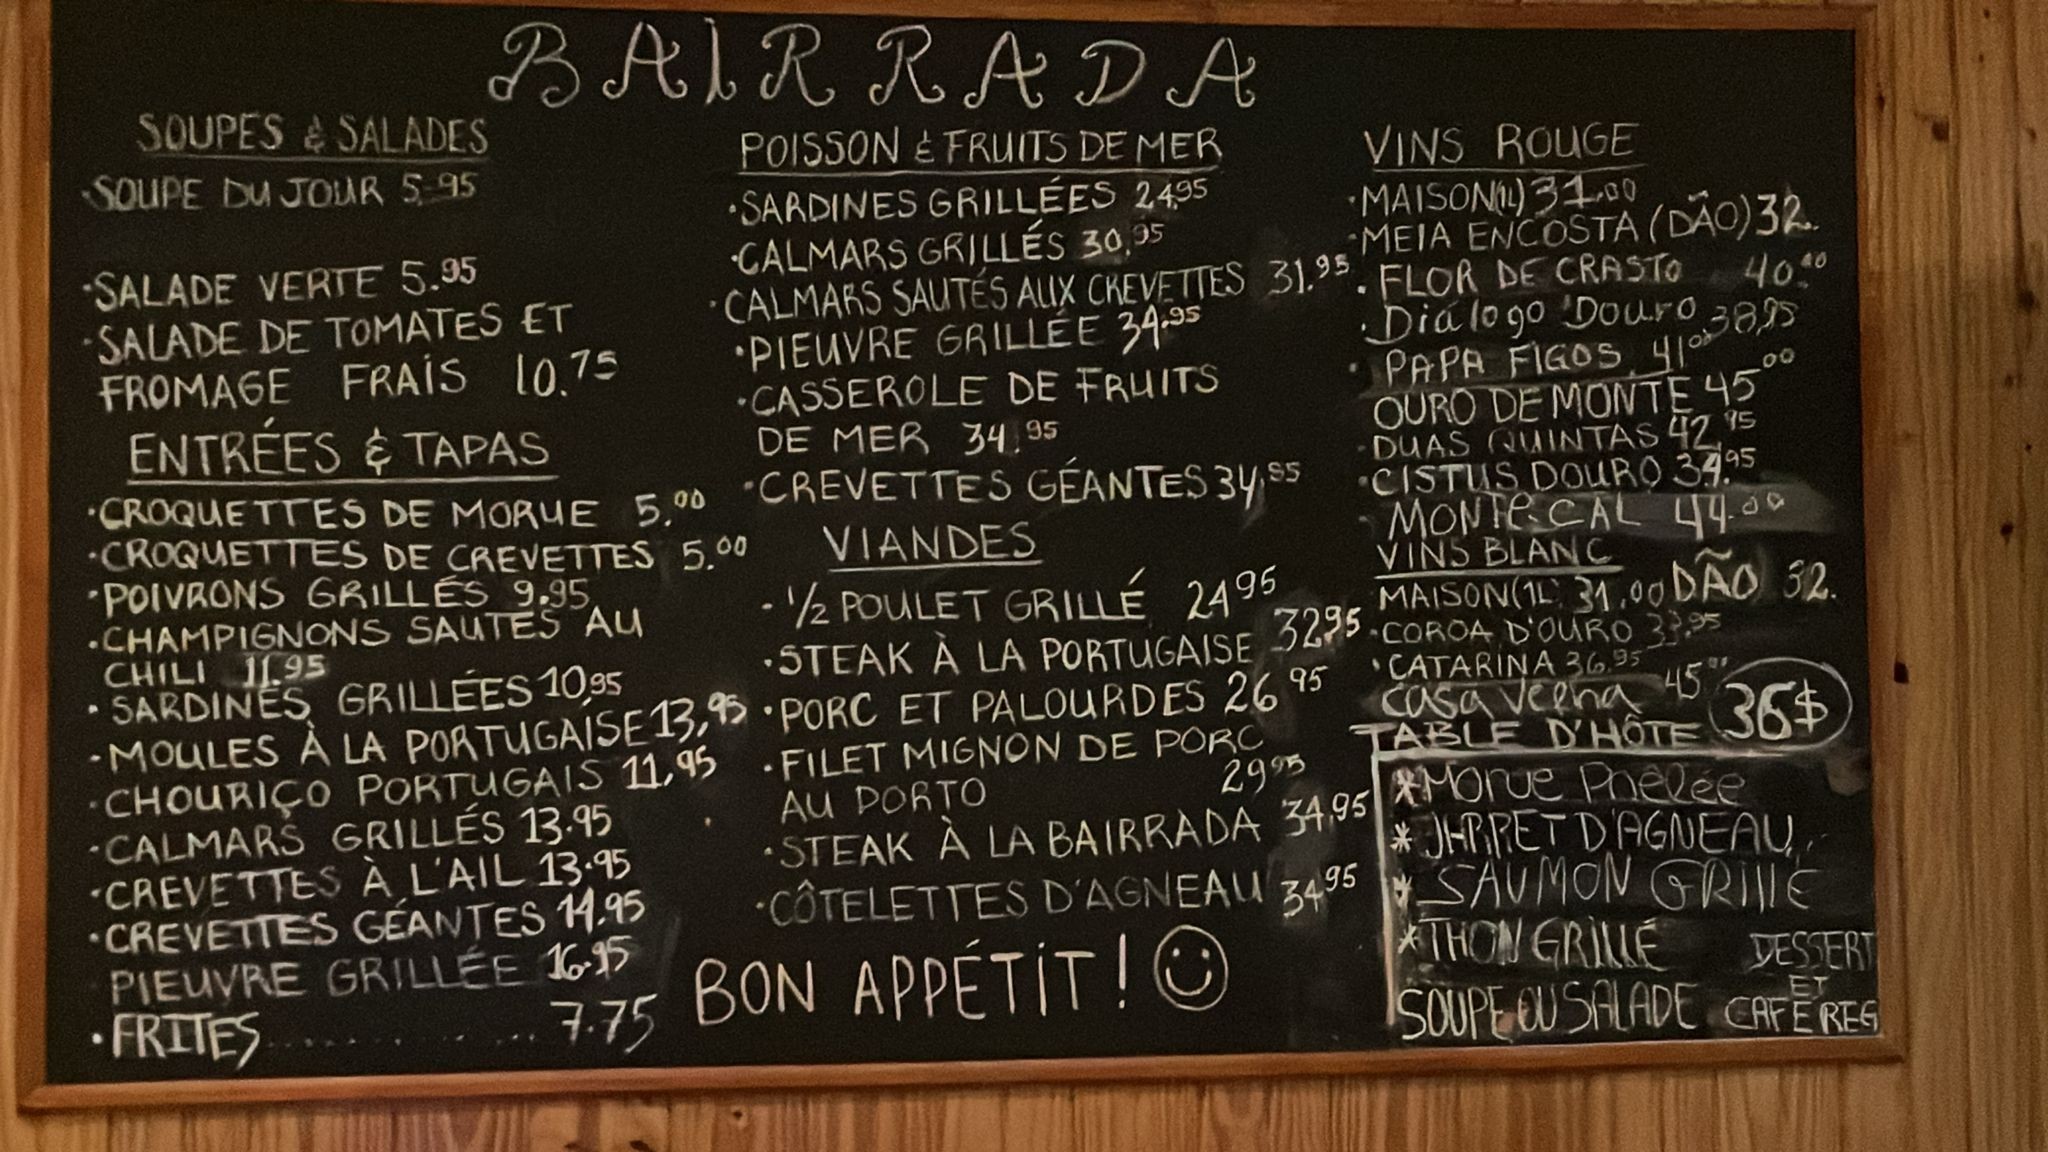 BAIRRADA
SOUPES & SALADES
·SOUPE DU JOUR 5.95
·SALADE VERTE 5.95
·SALADE DE TOMATES ET
FROMAGE FRAIS 10.75
ENTRÉES & TAPAS
·CROQUETTES DE MORUE 5.00
·CROQUETTES DE CREVETTES 5.00
·POIVRONS GRILLÉS 9.95
·CHAMPIGNONS SAUTÉS AU
CHILI 11.95
·SARDINES GRILLÉES 10,95
·MOULES À LA PORTUGAISE 13,95
·CHOURIÇO PORTUGAIS 11,95
·CALMARS GRILLÉS 13.95
·CREVETTES À L'AIL 13.95
·CREVETTES GÉANTES 14.95
PIEUVRE GRILLÉE 16.95
·FRITES............... 7.75
POISSON & FRUITS DE MER
·SARDINES GRILLÉES 24,95
·CALMARS GRILLÉS 30,95
·CALMARS SAUTÉS AUX CREVETTES 31.95
·PIEUVRE GRILLÉE 34.95
·CASSEROLE DE FRUITS
DE MER 34.95
·CREVETTES GÉANTES 34,95
VIANDES
·1/2 POULET GRILLÉ 24 95
·STEAK À LA PORTUGAISE 32,95
·PORC ET PALOURDES 26 95
·FILET MIGNON DE PORC
AU PORTO 29 95
·STEAK À LA BAIRRADA 34.95
·CÔTELETTES D'AGNEAU 34 95
BON APPÉTIT!
VINS ROUGE
·MAISON(1L) 31.00
·MEIA ENCOSTA (DÃO) 32.
·FLOR DE CRASTO 40.00
·Diálogo Douro 38,95
·PAPA FIGOS 41 00
OURO DE MONTE 45 00
·DUAS QUINTAS 42 95
·CISTUS DOURO 34.95
MONTE CAL 44.00
VINS BLANC
MAISON(1L) 31.00 DÃO 32.
·COROA D'OURO 33.95
·CATARINA 36.95
Casa Velha 45 00
TABLE D'HÔTE 36$
*Morue Poêlée
*JARRET D'AGNEAU
*SAUMON GRILLÉ
*THON GRILLÉ
SOUPE OU SALADE
DESSERT
ET
CAFÉ REG